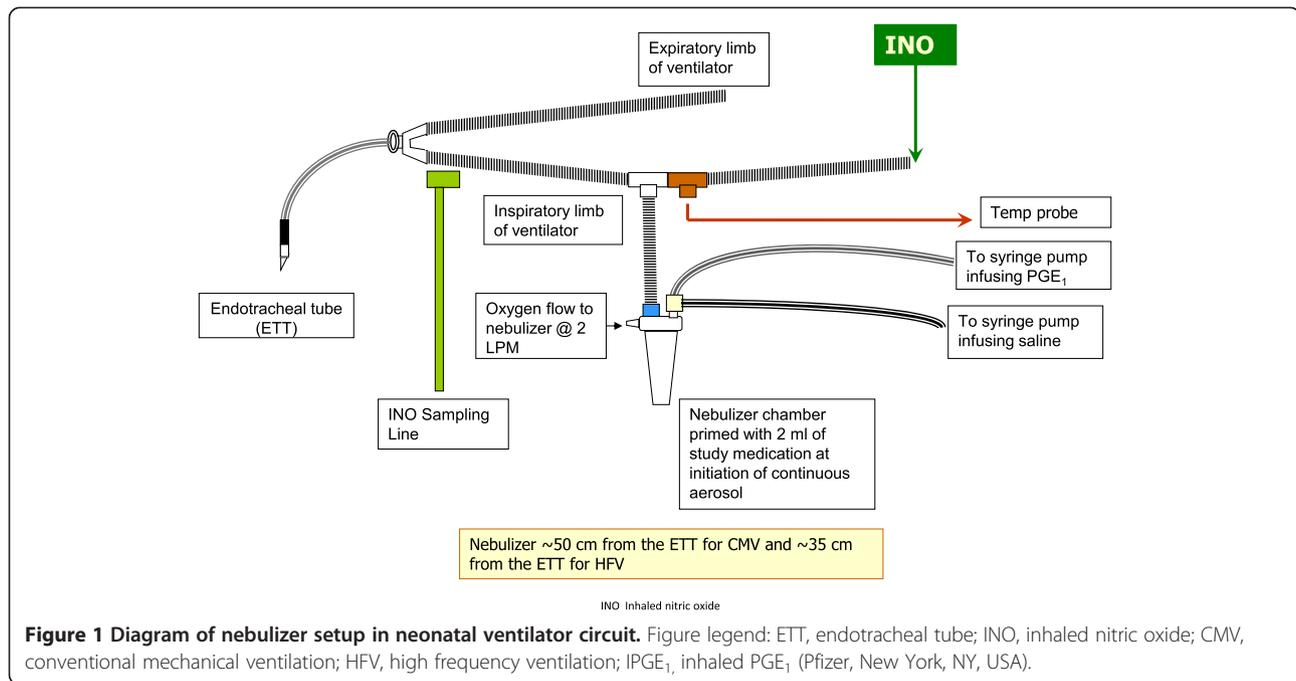 Expiratory limb
of ventilator
INO
Inspiratory limb
of ventilator
Temp probe
To syringe pump
infusing PGE₁
Endotracheal tube
(ETT)
Oxygen flow to
nebulizer @ 2
LPM
To syringe pump
infusing saline
INO Sampling
Line
Nebulizer chamber
primed with 2 ml of
study medication at
initiation of continuous
aerosol
Nebulizer ~50 cm from the ETT for CMV and ~35 cm
from the ETT for HFV
INO Inhaled nitric oxide
Figure 1 Diagram of nebulizer setup in neonatal ventilator circuit. Figure legend: ETT, endotracheal tube; INO, inhaled nitric oxide; CMV,
conventional mechanical ventilation; HFV, high frequency ventilation; IPGE₁, inhaled PGE₁ (Pfizer, New York, NY, USA).